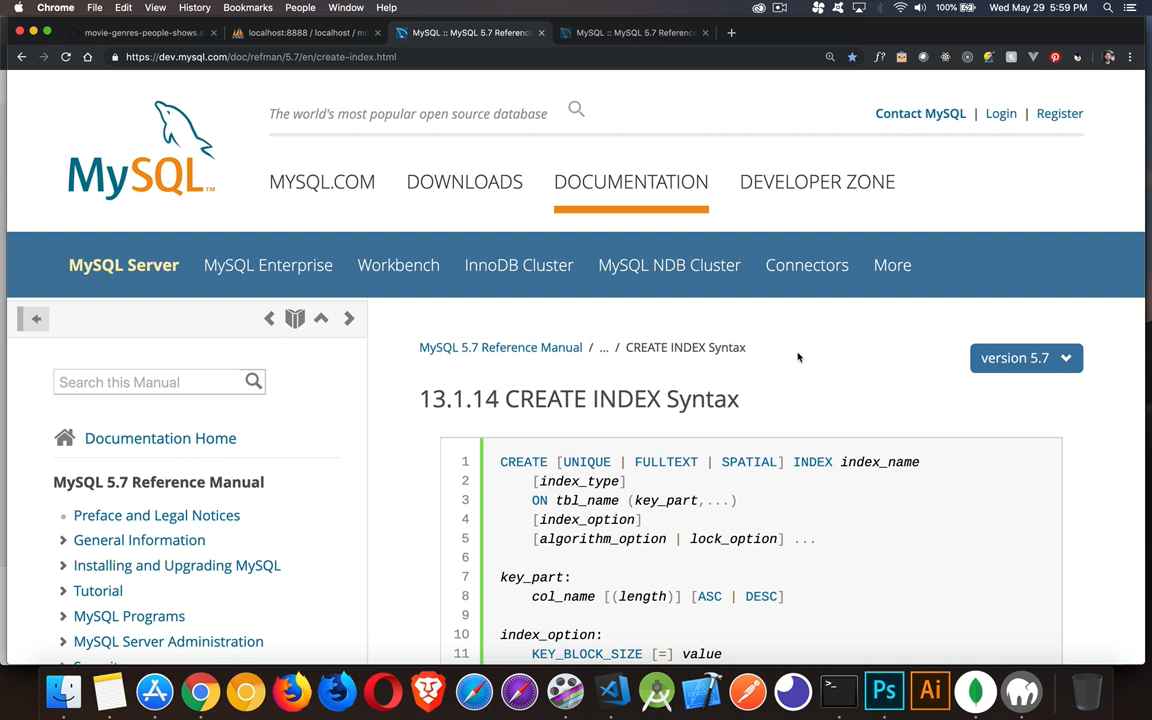 Chrome File Edit View History Bookmarks People Window Help 100% Wed May 29 5:59 PM
movie-genres-people-shows.s localhost:8888 / localhost / m MySQL :: MySQL 5.7 Reference MySQL :: MySQL 5.7 Reference
https://dev.mysql.com/doc/refman/5.7/en/create-index.html
The world's most popular open source database
Contact MySQL | Login | Register
MySQL™
MYSQL.COM DOWNLOADS DOCUMENTATION DEVELOPER ZONE
MySQL Server MySQL Enterprise Workbench InnoDB Cluster MySQL NDB Cluster Connectors More
MySQL 5.7 Reference Manual / ... / CREATE INDEX Syntax
version 5.7
Search this Manual
13.1.14 CREATE INDEX Syntax
Documentation Home
MySQL 5.7 Reference Manual
Preface and Legal Notices
General Information
Installing and Upgrading MySQL
Tutorial
MySQL Programs
MySQL Server Administration
1 CREATE [UNIQUE | FULLTEXT | SPATIAL] INDEX index_name
2 [index_type]
3 ON tbl_name (key_part,...)
4 [index_option]
5 [algorithm_option | lock_option] ...
6
7 key_part:
8 col_name [(length)] [ASC | DESC]
9
10 index_option:
11 KEY_BLOCK_SIZE [=] value
Ps Ai